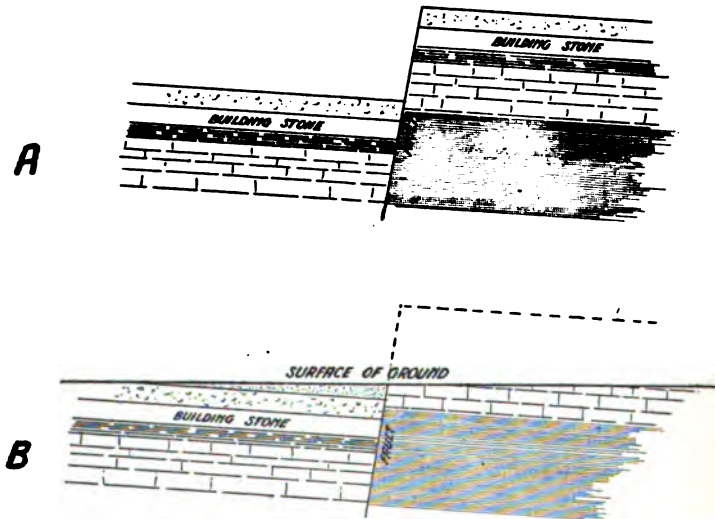 BUILDING STONE
BUILDING STONE
A
SURFACE OF GROUND
BUILDING STONE
FAULT
B